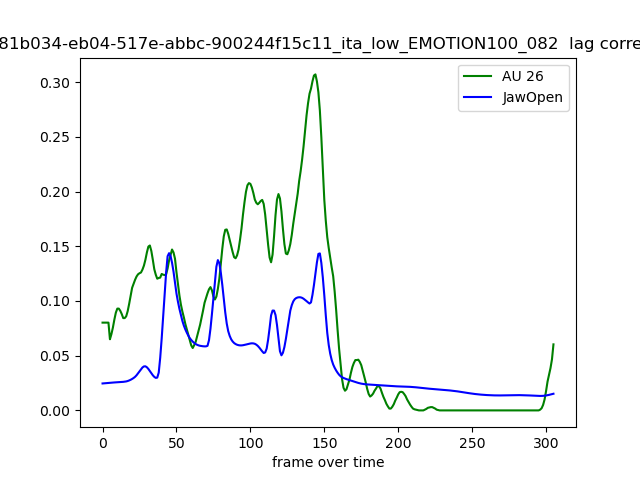 81b034-eb04-517e-abbc-900244f15c11_ita_low_EMOTION100_082 lag corre
AU 26
JawOpen
0.30
0.25
0.20
0.15
0.10
0.05
0.00
0 50 100 150 200 250 300
frame over time